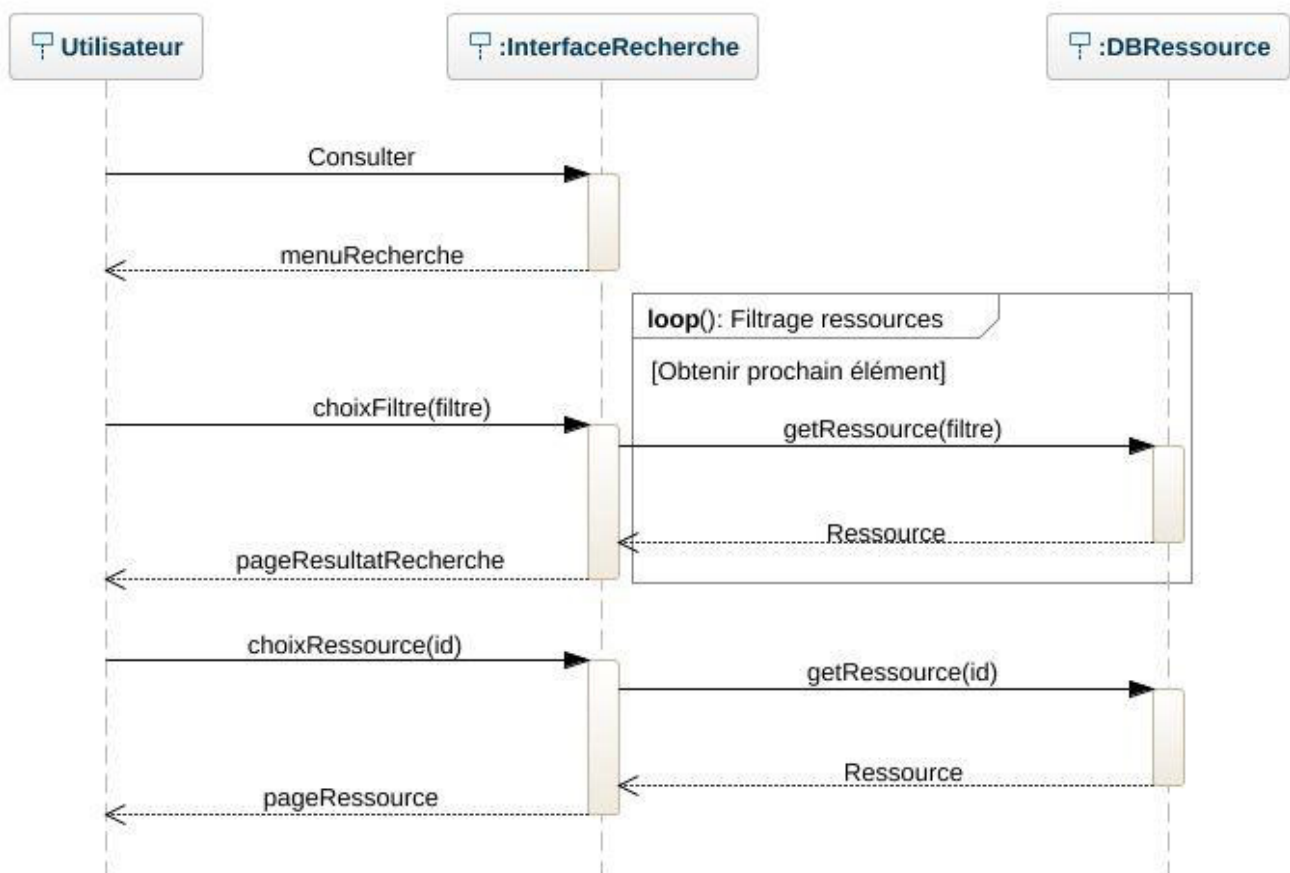 Utilisateur
:InterfaceRecherche
:DBRessource
Consulter
menuRecherche
loop(): Filtrage ressources
[Obtenir prochain élément]
choixFiltre(filtre)
getRessource(filtre)
Ressource
pageResultatRecherche
choixRessource(id)
getRessource(id)
Ressource
pageRessource